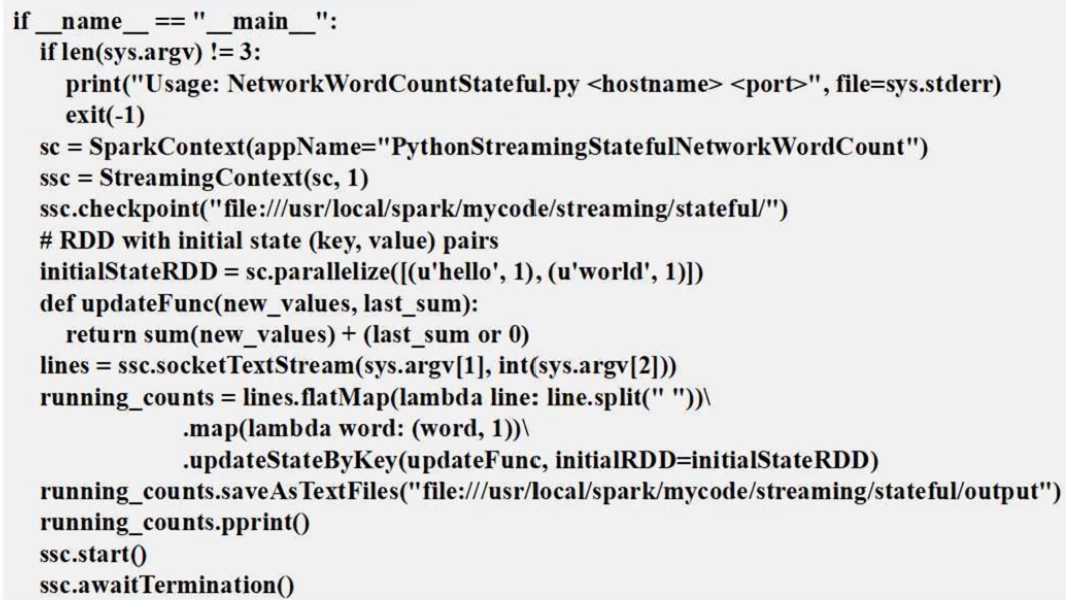 if __name__ == "__main__":
    if len(sys.argv) != 3:
        print("Usage: NetworkWordCountStateful.py <hostname> <port>", file=sys.stderr)
        exit(-1)
    sc = SparkContext(appName="PythonStreamingStatefulNetworkWordCount")
    ssc = StreamingContext(sc, 1)
    ssc.checkpoint("file:///usr/local/spark/mycode/streaming/stateful/")
    # RDD with initial state (key, value) pairs
    initialStateRDD = sc.parallelize([(u'hello', 1), (u'world', 1)])
    def updateFunc(new_values, last_sum):
        return sum(new_values) + (last_sum or 0)
    lines = ssc.socketTextStream(sys.argv[1], int(sys.argv[2]))
    running_counts = lines.flatMap(lambda line: line.split(" "))\
                    .map(lambda word: (word, 1))\
                    .updateStateByKey(updateFunc, initialRDD=initialStateRDD)
    running_counts.saveAsTextFiles("file:///usr/local/spark/mycode/streaming/stateful/output")
    running_counts.pprint()
    ssc.start()
    ssc.awaitTermination()